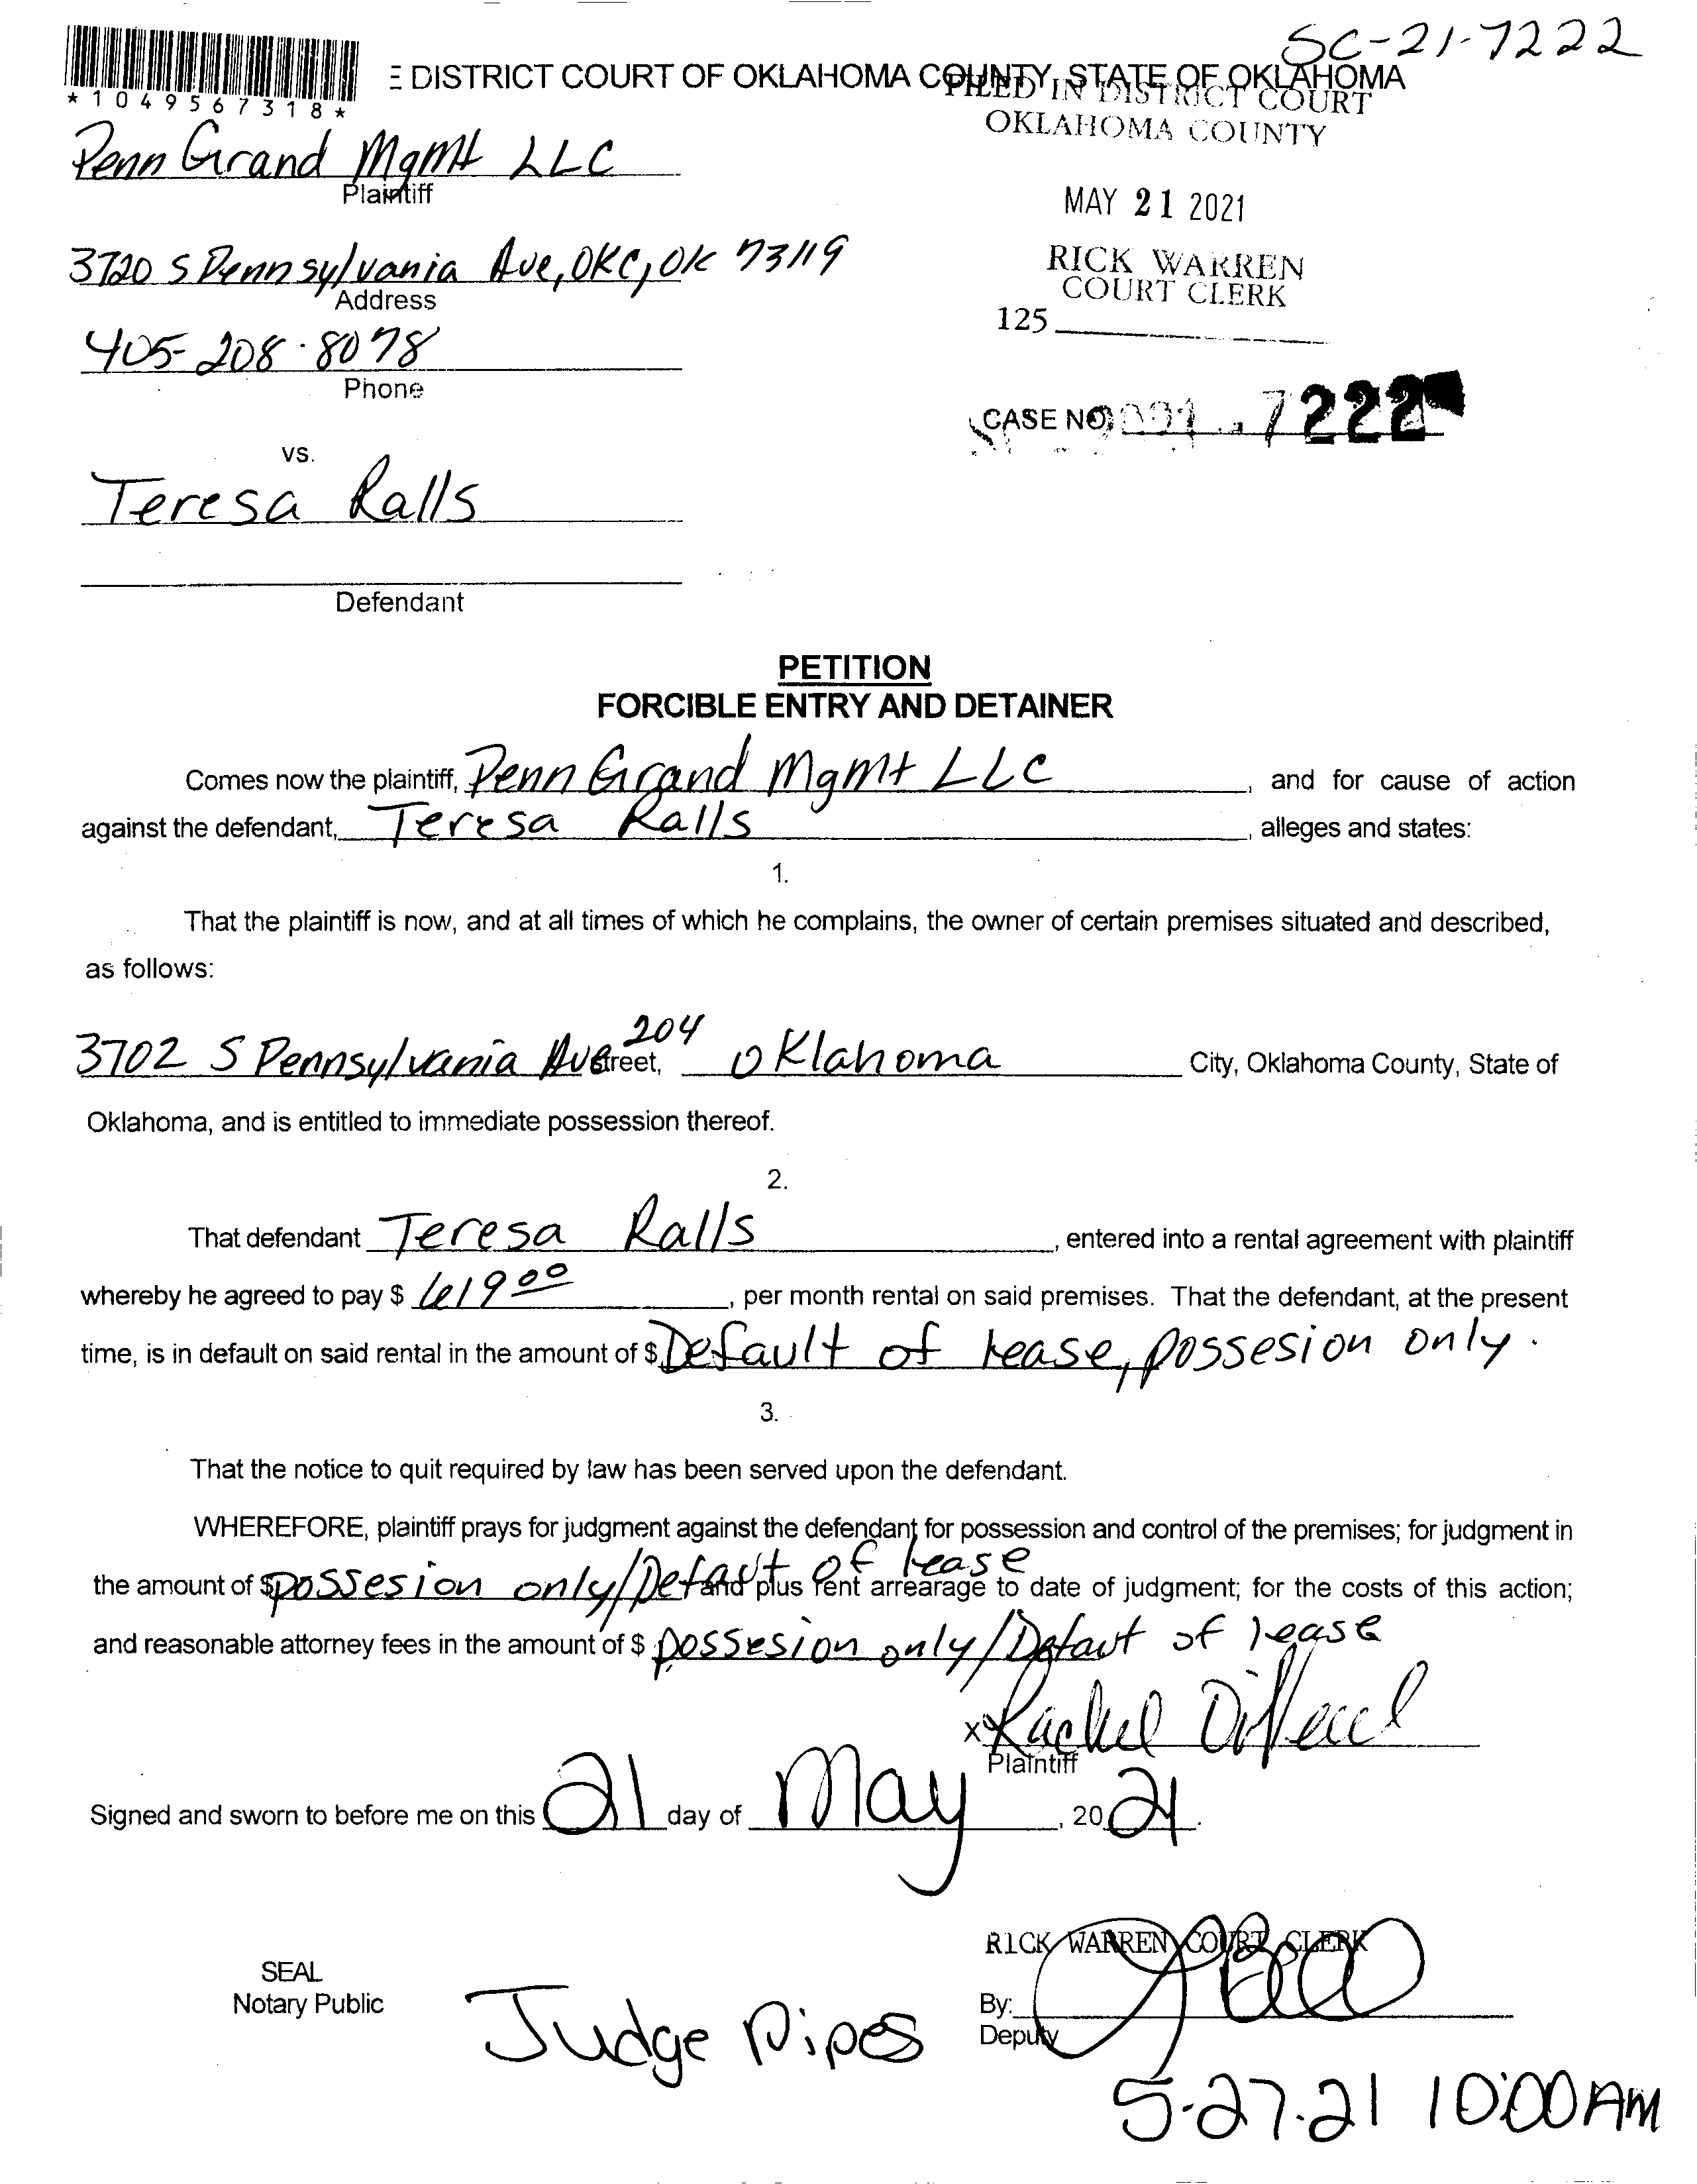 SC-21-7222
E DISTRICT COURT OF OKLAHOMA COUNTY, STATE OF OKLAHOMA
*1049567318*
FILED IN DISTRICT COURT
OKLAHOMA COUNTY
Penn Grand Mgmt LLC
Plaintiff
MAY 21 2021
3720 S Pennsylvania Ave, OKC, OK 73119
Address
RICK WARREN
COURT CLERK
125
405-208-8078
Phone
CASE NO. 7222
vs.
Teresa Ralls
Defendant
PETITION
FORCIBLE ENTRY AND DETAINER
Comes now the plaintiff, Penn Grand Mgmt LLC, and for cause of action
against the defendant, Teresa Ralls, alleges and states:
1.
That the plaintiff is now, and at all times of which he complains, the owner of certain premises situated and described,
as follows:
3702 S Pennsylvania Ave 204 Street, Oklahoma City, Oklahoma County, State of
Oklahoma, and is entitled to immediate possession thereof.
2.
That defendant Teresa Ralls, entered into a rental agreement with plaintiff
whereby he agreed to pay $ 619 00, per month rental on said premises. That the defendant, at the present
time, is in default on said rental in the amount of $ Default of lease, possesion only.
3.
That the notice to quit required by law has been served upon the defendant.
WHEREFORE, plaintiff prays for judgment against the defendant for possession and control of the premises; for judgment in
the amount of $ possesion only/Defaut of lease and plus rent arrearage to date of judgment; for the costs of this action;
and reasonable attorney fees in the amount of $ possesion only/Defaut of lease
x Rachel
Plaintiff
Signed and sworn to before me on this 21 day of May, 2021.
RICK WARREN COURT CLERK
SEAL
Notary Public
By:
Deputy
Judge Pipes
5-27-21 10:00 AM